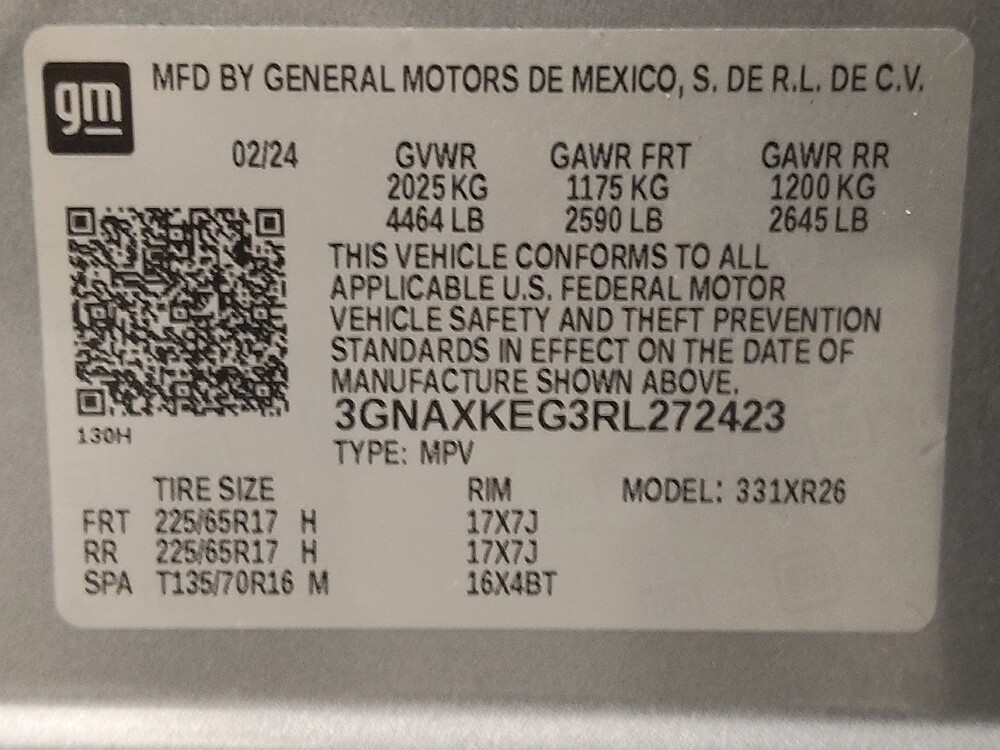 gm
MFD BY GENERAL MOTORS DE MEXICO, S. DE R.L. DE C.V.
02/24 GVWR GAWR FRT GAWR RR
2025 KG 1175 KG 1200 KG
4464 LB 2590 LB 2645 LB
THIS VEHICLE CONFORMS TO ALL
APPLICABLE U.S. FEDERAL MOTOR
VEHICLE SAFETY AND THEFT PREVENTION
STANDARDS IN EFFECT ON THE DATE OF
MANUFACTURE SHOWN ABOVE.
3GNAXKEG3RL272423
130H
TYPE: MPV
TIRE SIZE RIM MODEL: 331XR26
FRT 225/65R17 H 17X7J
RR 225/65R17 H 17X7J
SPA T135/70R16 M 16X4BT